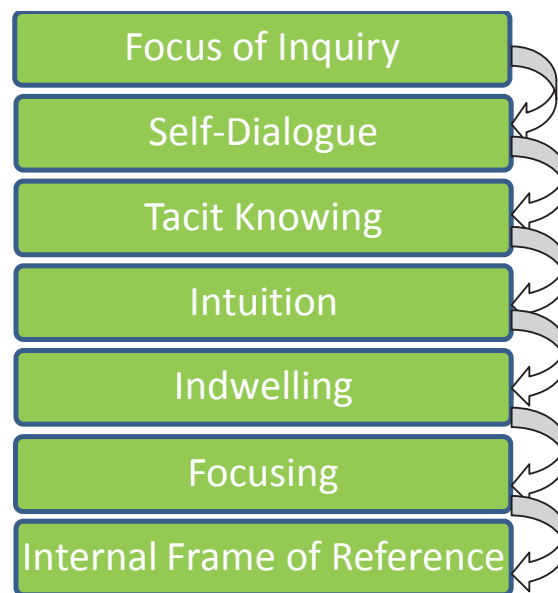 Focus of Inquiry
Self-Dialogue
Tacit Knowing
Intuition
Indwelling
Focusing
Internal Frame of Reference